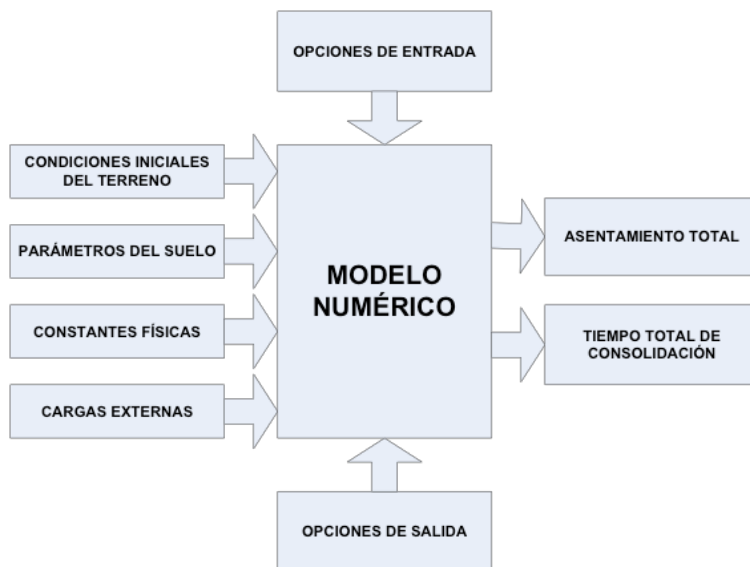 OPCIONES DE ENTRADA
CONDICIONES INICIALES
DEL TERRENO
PARÁMETROS DEL SUELO
CONSTANTES FÍSICAS
CARGAS EXTERNAS
MODELO
NUMÉRICO
ASENTAMIENTO TOTAL
TIEMPO TOTAL DE
CONSOLIDACIÓN
OPCIONES DE SALIDA